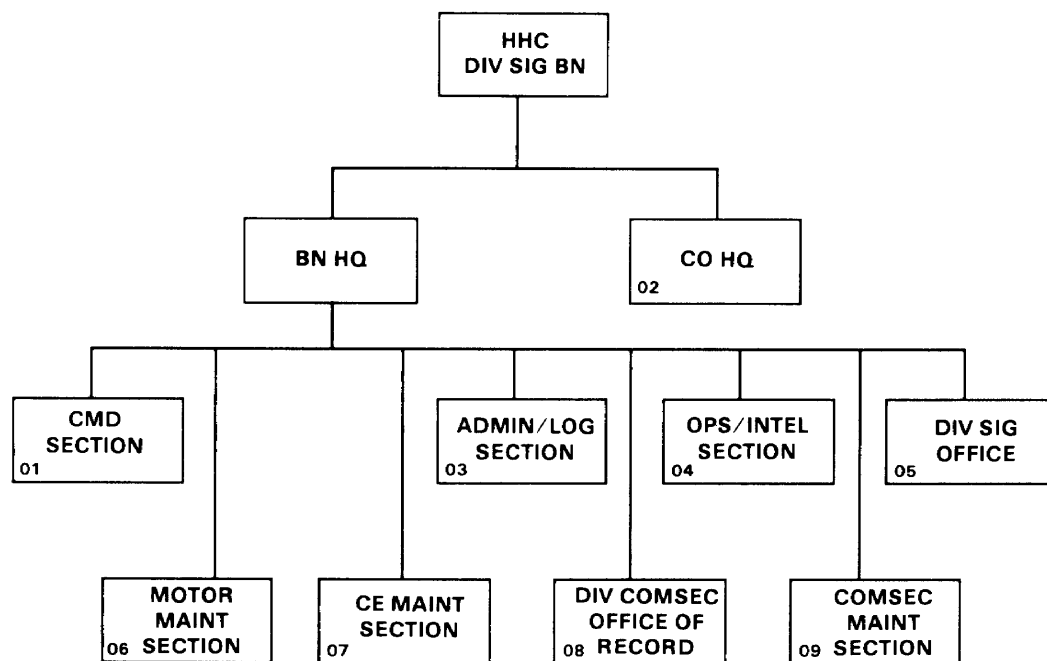 HHC
DIV SIG BN
BN HQ
CO HQ
02
CMD
SECTION
01
ADMIN/LOG
SECTION
03
OPS/INTEL
SECTION
04
DIV SIG
OFFICE
05
MOTOR
MAINT
SECTION
06
CE MAINT
SECTION
07
DIV COMSEC
OFFICE OF
RECORD
08
COMSEC
MAINT
SECTION
09